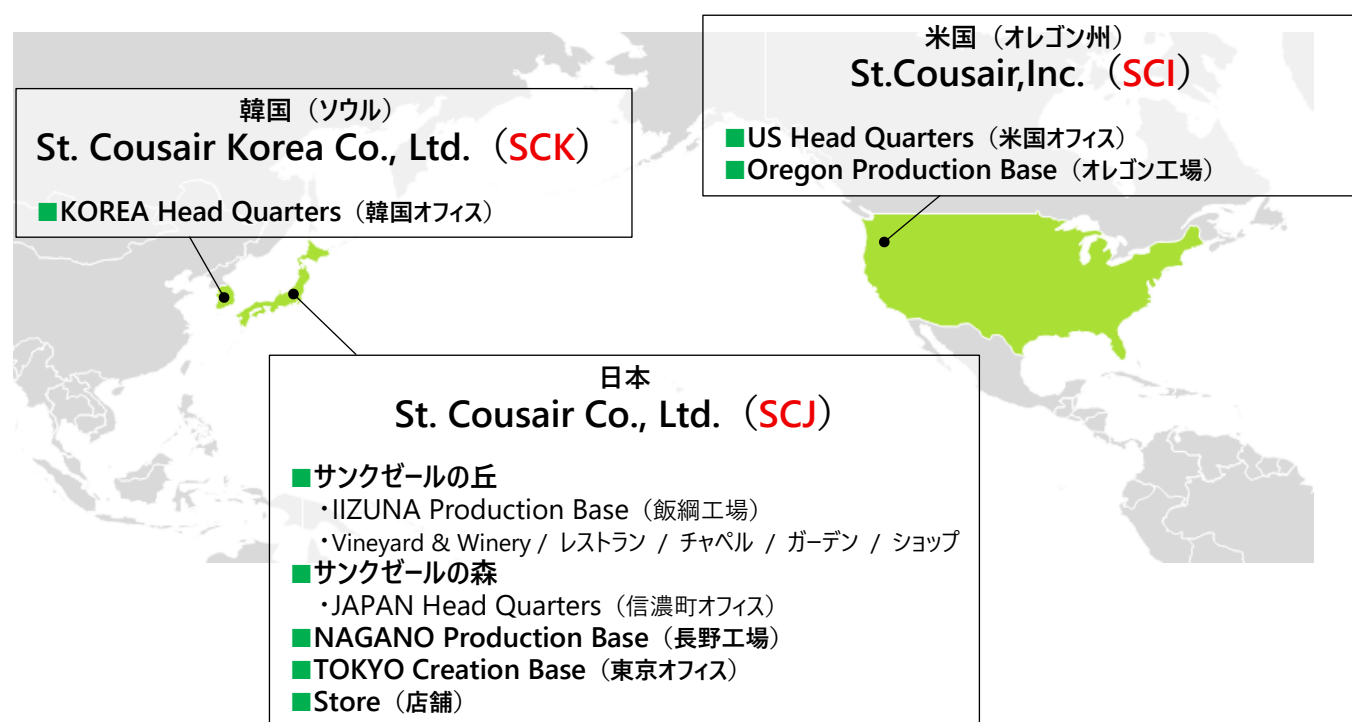 韓国（ソウル）
St. Cousair Korea Co., Ltd.（SCK）
■KOREA Head Quarters（韓国オフィス）
米国（オレゴン州）
St.Cousair,Inc.（SCI）
■US Head Quarters（米国オフィス）
■Oregon Production Base（オレゴン工場）
日本
St. Cousair Co., Ltd.（SCJ）
■サンクゼールの丘
・IIZUNA Production Base（飯綱工場）
・Vineyard & Winery / レストラン / チャペル / ガーデン / ショップ
■サンクゼールの森
・JAPAN Head Quarters（信濃町オフィス）
■NAGANO Production Base（長野工場）
■TOKYO Creation Base（東京オフィス）
■Store（店舗）